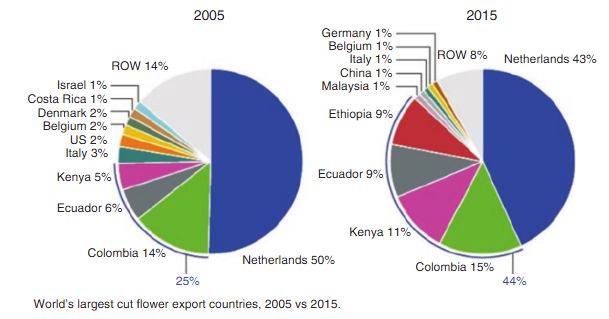 2005
ROW 14%
Israel 1%
Costa Rica 1%
Denmark 2%
Belgium 2%
US 2%
Italy 3%
Kenya 5%
Ecuador 6%
Colombia 14%
25%
Netherlands 50%
2015
Germany 1%
Belgium 1%
Italy 1%
China 1%
Malaysia 1%
ROW 8%
Netherlands 43%
Ethiopia 9%
Ecuador 9%
Kenya 11%
Colombia 15%
44%
World's largest cut flower export countries, 2005 vs 2015.